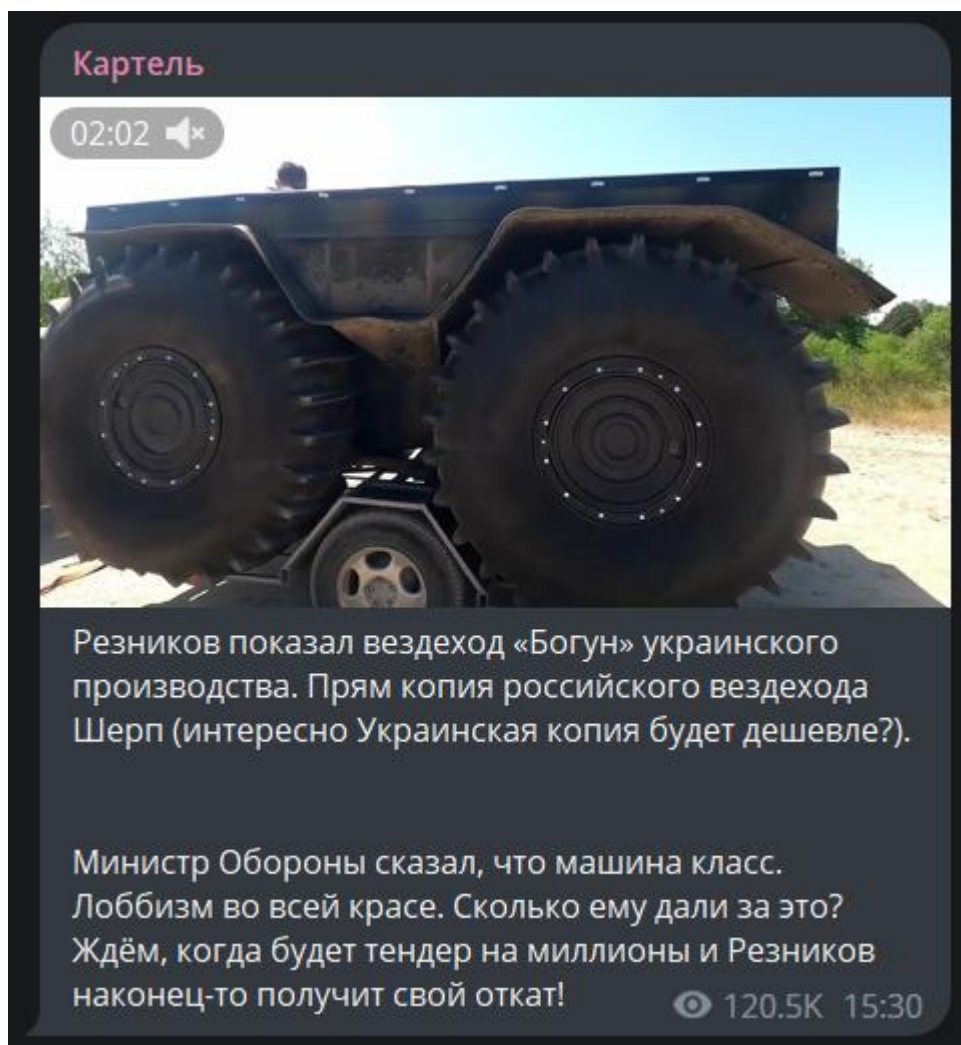 Картель
02:02
Резников показал вездеход «Богун» украинского
производства. Прям копия российского вездехода
Шерп (интересно Украинская копия будет дешевле?).
Министр Обороны сказал, что машина класс.
Лоббизм во всей красе. Сколько ему дали за это?
Ждём, когда будет тендер на миллионы и Резников
наконец-то получит свой откат!
120.5K 15:30